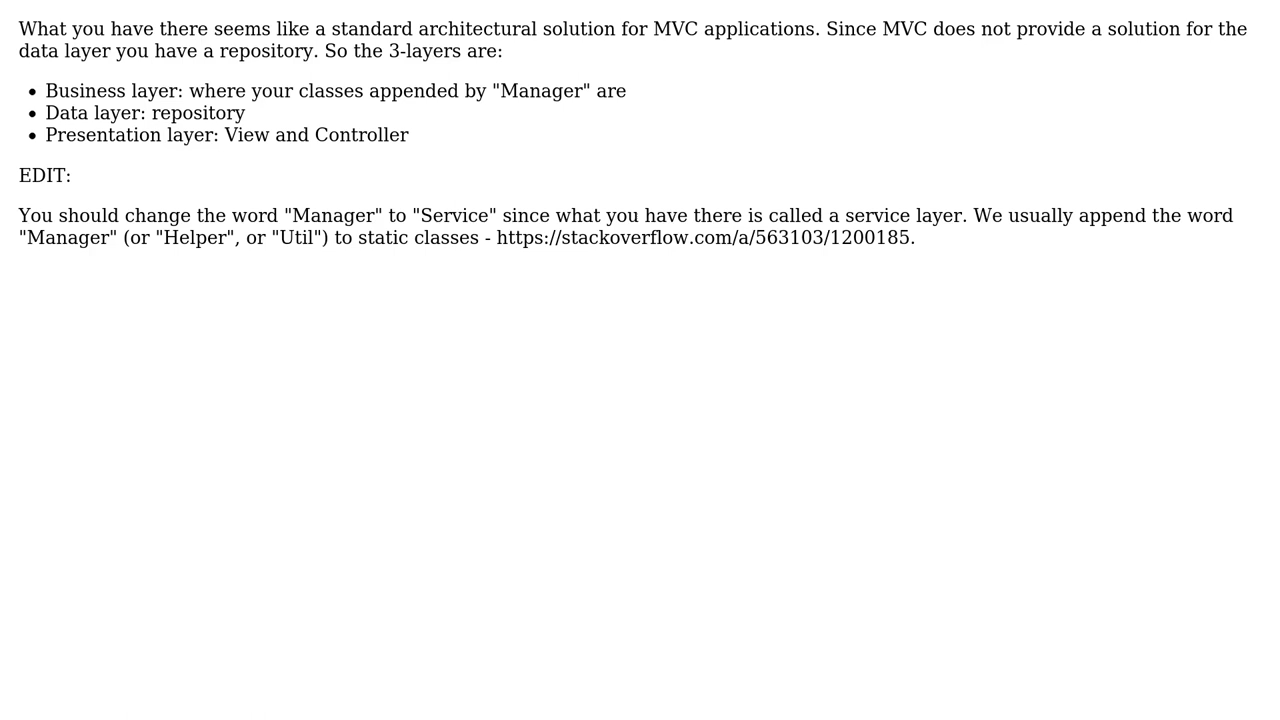 What you have there seems like a standard architectural solution for MVC applications. Since MVC does not provide a solution for the
data layer you have a repository. So the 3-layers are:
• Business layer: where your classes appended by "Manager" are
• Data layer: repository
• Presentation layer: View and Controller
EDIT:
You should change the word "Manager" to "Service" since what you have there is called a service layer. We usually append the word
"Manager" (or "Helper", or "Util") to static classes - https://stackoverflow.com/a/563103/1200185.